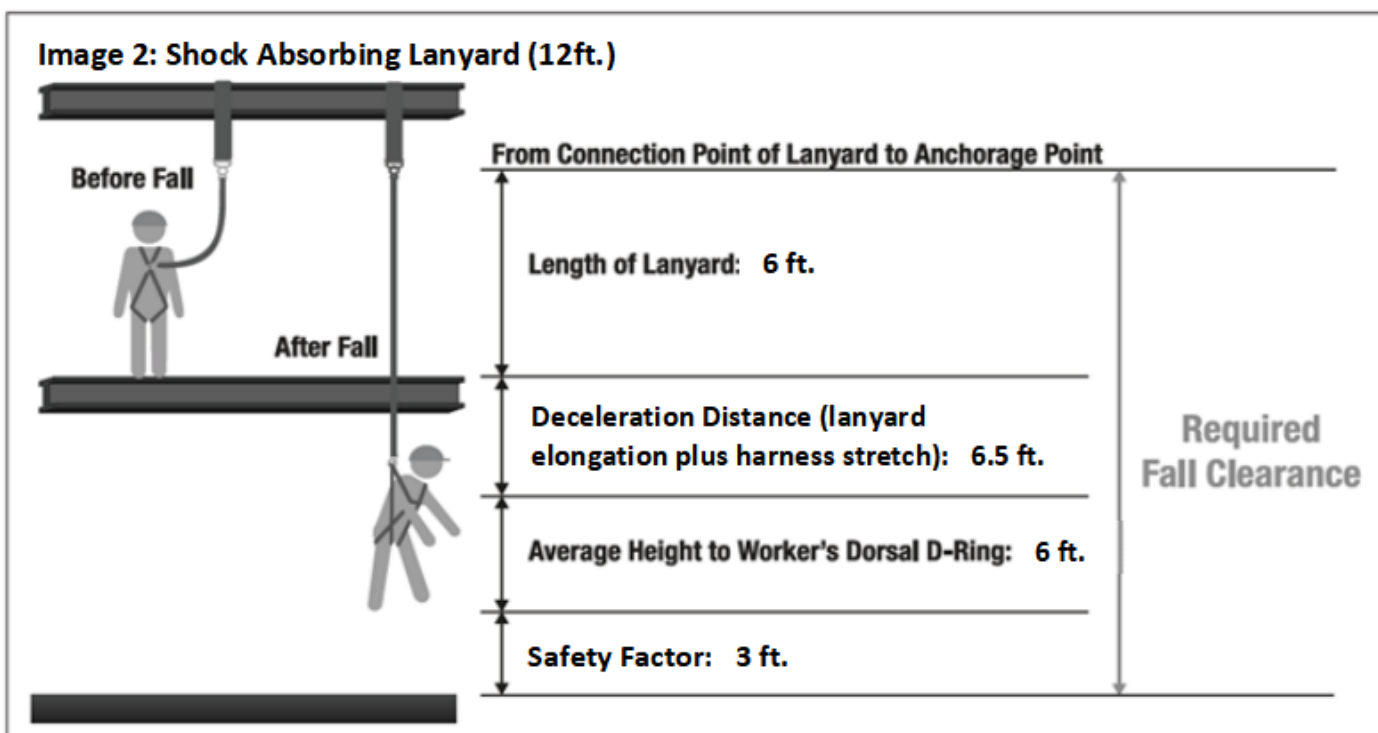 Image 2: Shock Absorbing Lanyard (12ft.)
From Connection Point of Lanyard to Anchorage Point
Before Fall
Length of Lanyard: 6 ft.
After Fall
Deceleration Distance (lanyard
elongation plus harness stretch): 6.5 ft.
Required
Fall Clearance
Average Height to Worker's Dorsal D-Ring: 6 ft.
Safety Factor: 3 ft.